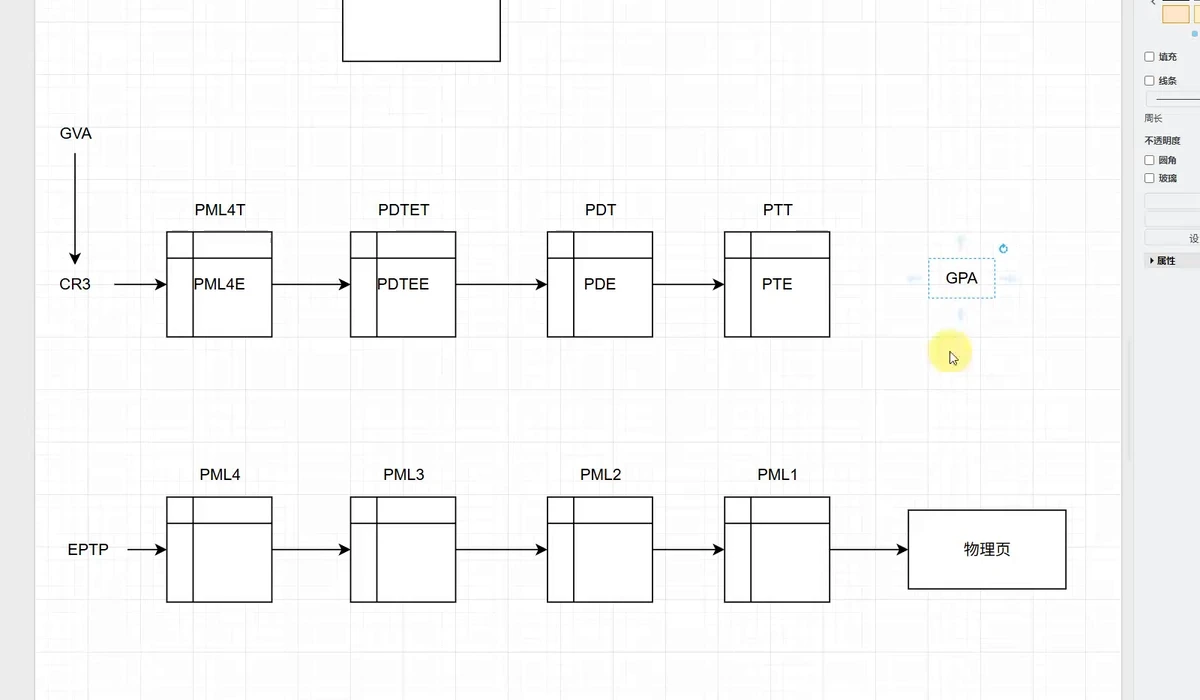 GVA
PML4T
PDTET
PDT
PTT
CR3
PML4E
PDTEE
PDE
PTE
GPA
PML4
PML3
PML2
PML1
EPTP
物理页
填充
线条
周长
不透明度
圆角
玻璃
设
属性